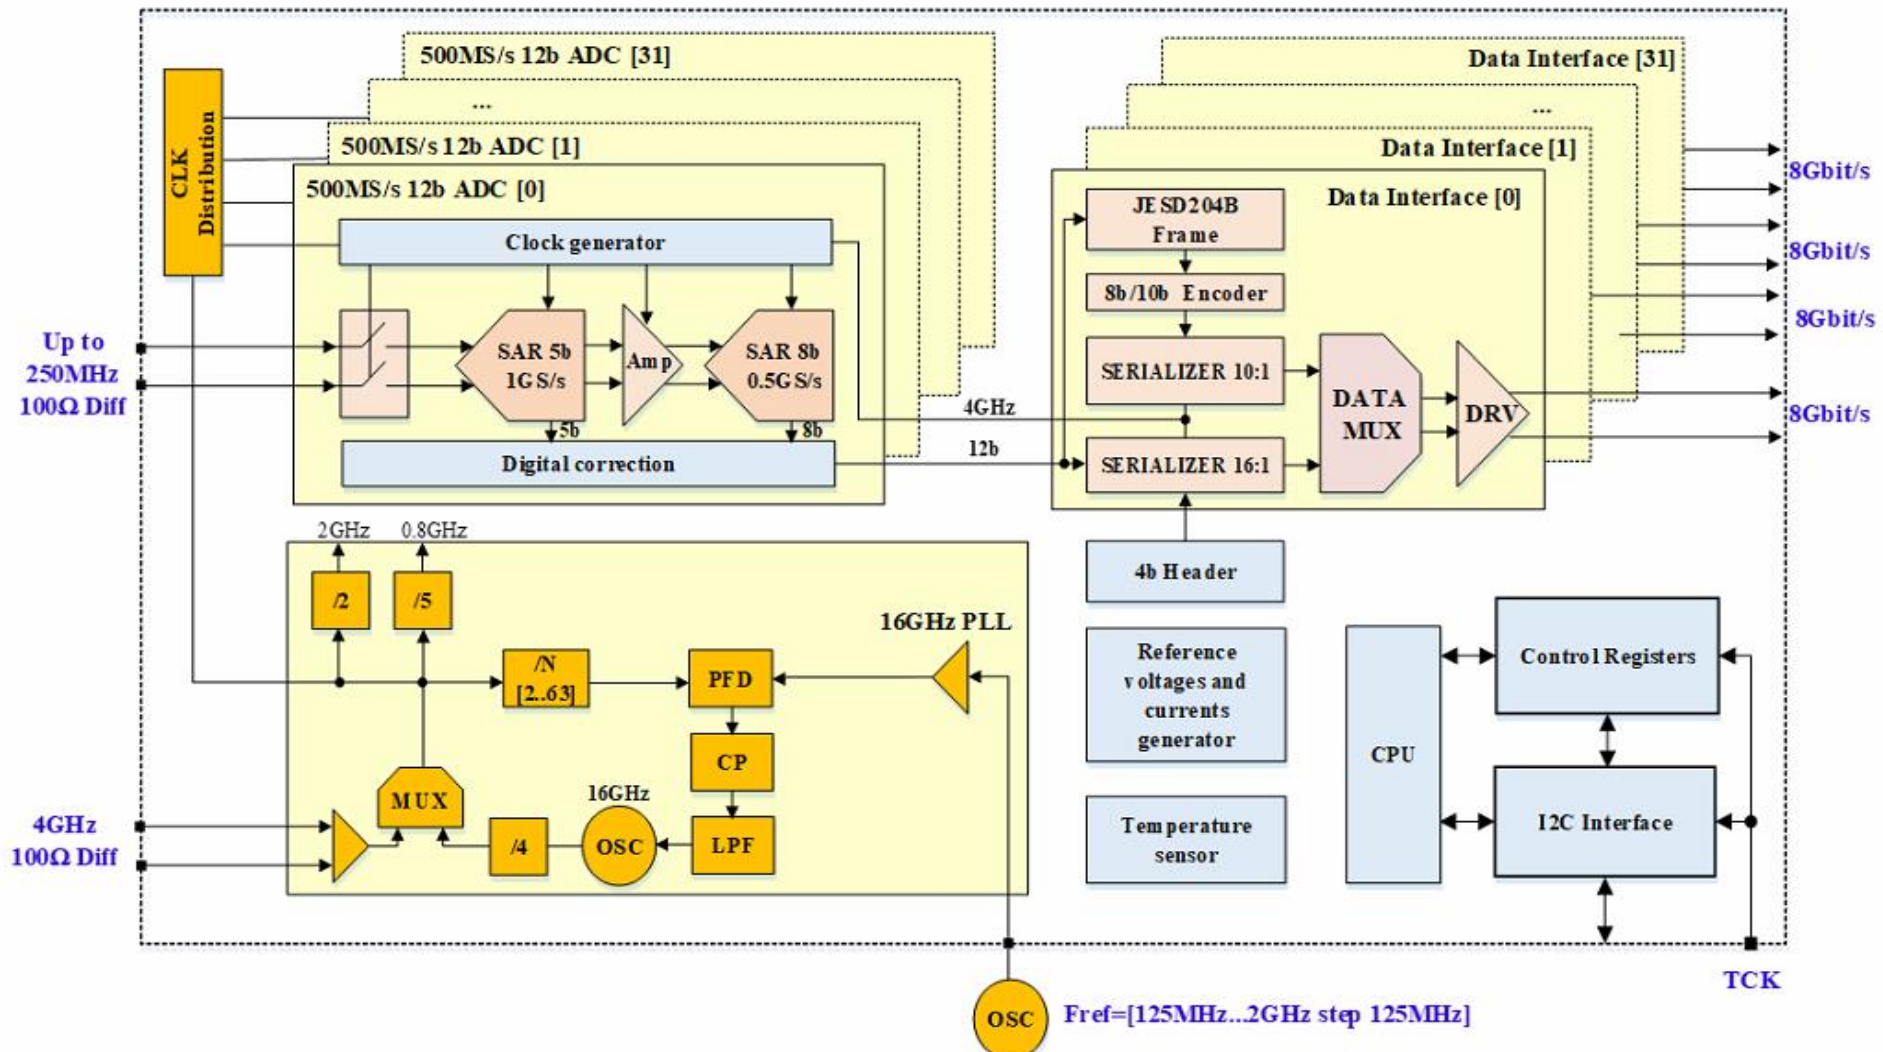 500MS/s 12b ADC [31]
...
500MS/s 12b ADC [1]
500MS/s 12b ADC [0]
CLK
Distribution
Clock generator
Up to
250MHz
100Ω Diff
SAR 5b
1GS/s
Amp
SAR 8b
0.5GS/s
5b
8b
Digital correction
4GHz
12b
Data Interface [31]
...
Data Interface [1]
Data Interface [0]
JESD204B
Frame
8b/10b Encoder
SERIALIZER 10:1
SERIALIZER 16:1
DATA
MUX
DRV
8Gbit/s
8Gbit/s
8Gbit/s
8Gbit/s
2GHz
0.8GHz
/2
/5
16GHz PLL
/N
[2..63]
PFD
CP
LPF
16GHz
OSC
/4
MUX
4GHz
100Ω Diff
4b Header
Reference
voltages and
currents
generator
Temperature
sensor
CPU
Control Registers
I2C Interface
TCK
OSC
Fref=[125MHz...2GHz step 125MHz]